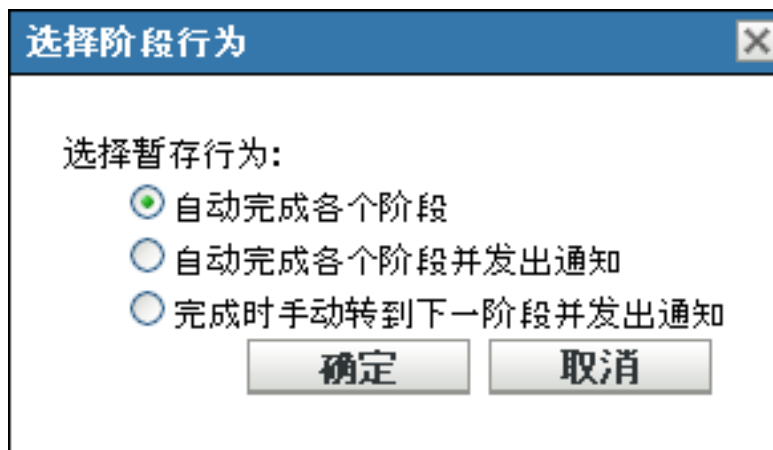 选择阶段行为
选择暂存行为:
自动完成各个阶段
自动完成各个阶段并发出通知
完成时手动转到下一阶段并发出通知
确定 取消